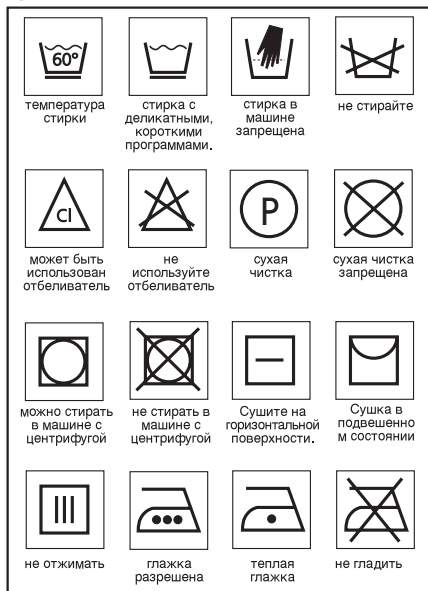 60°
температура
стирки
стирка с
деликатными,
короткими
программами.
стирка в
машине
запрещена
не стирайте
Cl
может быть
использован
отбеливатель
не
используйте
отбеливатель
P
сухая
чистка
сухая чистка
запрещена
можно стирать
в машине с
центрифугой
не стирать в
машине с
центрифугой
Сушите на
горизонтальной
поверхности.
Сушка в
подвешенно
м состоянии
не отжимать
глажка
разрешена
теплая
глажка
не гладить